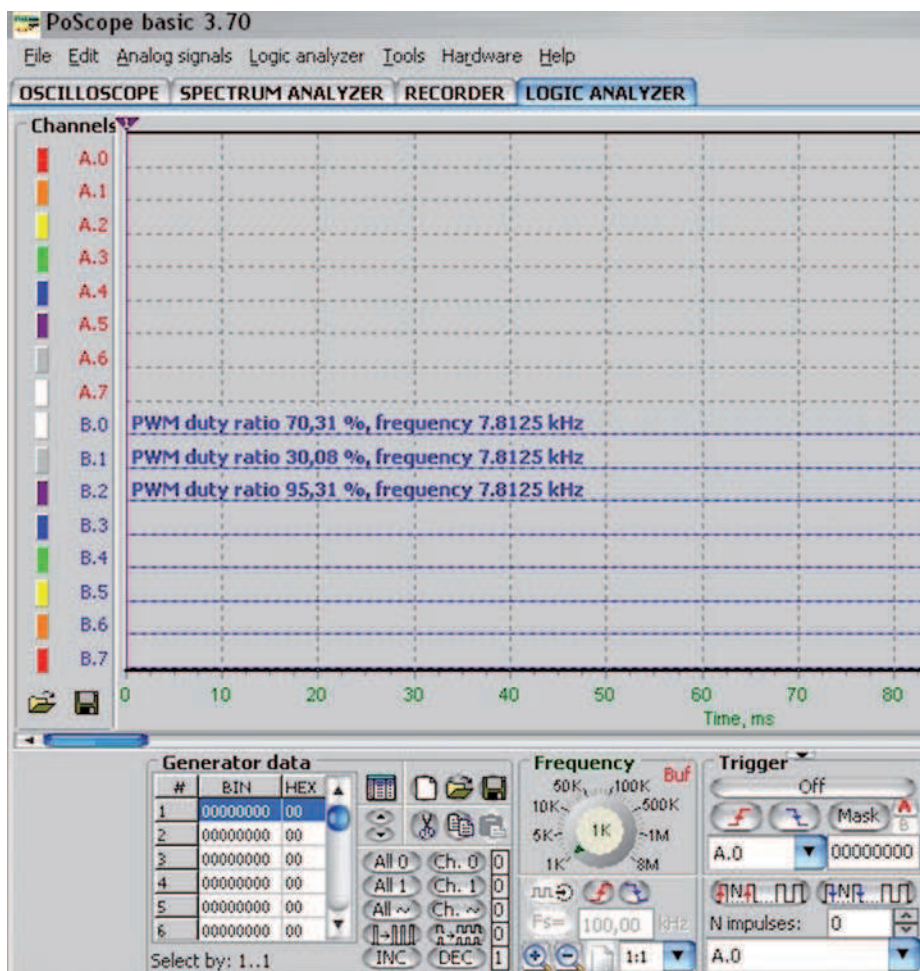 PoScope basic 3.70
File Edit Analog signals Logic analyzer Tools Hardware Help
OSCILLOSCOPE SPECTRUM ANALYZER RECORDER LOGIC ANALYZER
Channels 1
A.0
A.1
A.2
A.3
A.4
A.5
A.6
A.7
B.0 PWM duty ratio 70,31 %, frequency 7.8125 kHz
B.1 PWM duty ratio 30,08 %, frequency 7.8125 kHz
B.2 PWM duty ratio 95,31 %, frequency 7.8125 kHz
B.3
B.4
B.5
B.6
B.7
0 10 20 30 40 50 60 70 80
Time, ms
Generator data
# BIN HEX
1 00000000 00
2 00000000 00
3 00000000 00
4 00000000 00
5 00000000 00
6 00000000 00
Select by: 1..1
All 0 Ch. 0 0
All 1 Ch. 1 0
All ~ Ch. ~ 0
0
INC DEC 1
Frequency
Buf
50K 100K
10K 500K
1K
5K 1M
1K 8M
Fs= 100,00 kHz
1:1
Trigger
Off
Mask A B
A.0 00000000
N N
N impulses: 0
A.0